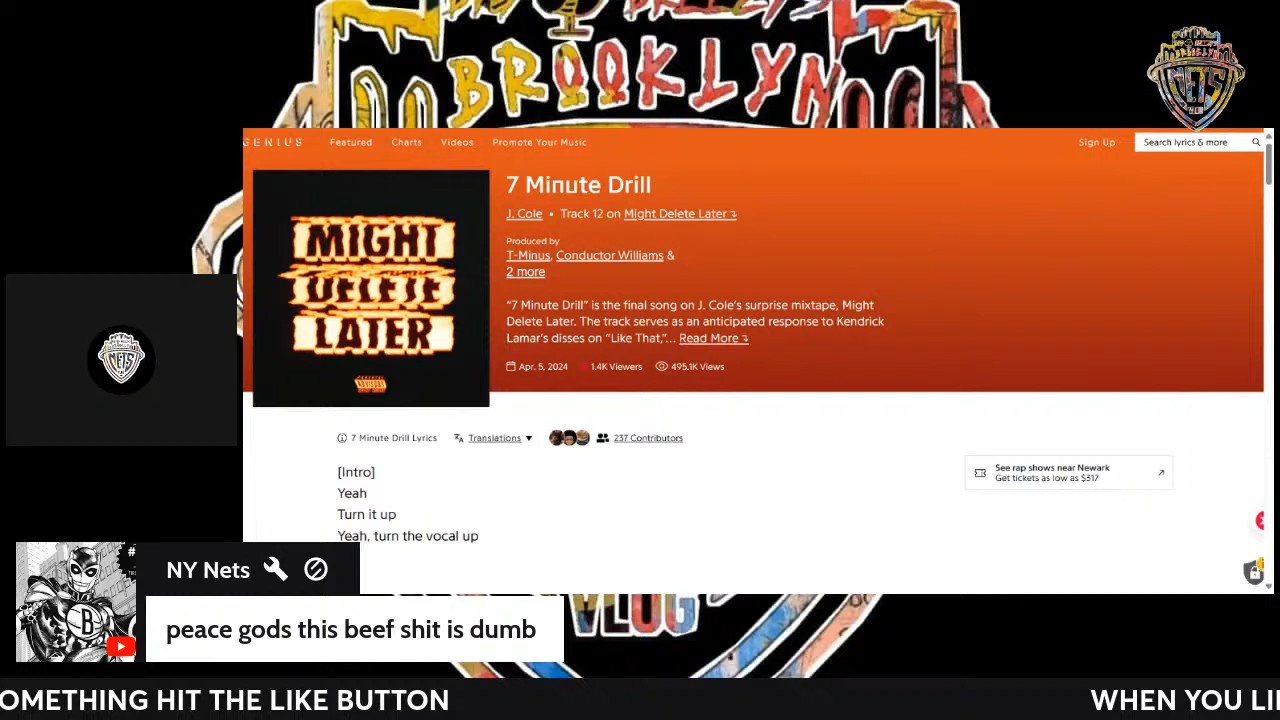 BROOKLYN
NETS
GENIUS Featured Charts Videos Promote Your Music Sign Up Search lyrics & more
7 Minute Drill
J. Cole • Track 12 on Might Delete Later
Produced by
T-Minus, Conductor Williams &
2 more
“7 Minute Drill” is the final song on J. Cole’s surprise mixtape, Might
Delete Later. The track serves as an anticipated response to Kendrick
Lamar’s disses on “Like That,”... Read More
Apr. 5, 2024 1.4K Viewers 495.1K Views
MIGHT
DELETE
LATER
NETS
7 Minute Drill Lyrics Translations 237 Contributors
[Intro]
Yeah
Turn it up
Yeah, turn the vocal up
See rap shows near Newark
Get tickets as low as $317
NY Nets
peace gods this beef shit is dumb
B
VLOG
OMETHING HIT THE LIKE BUTTON WHEN YOU LI